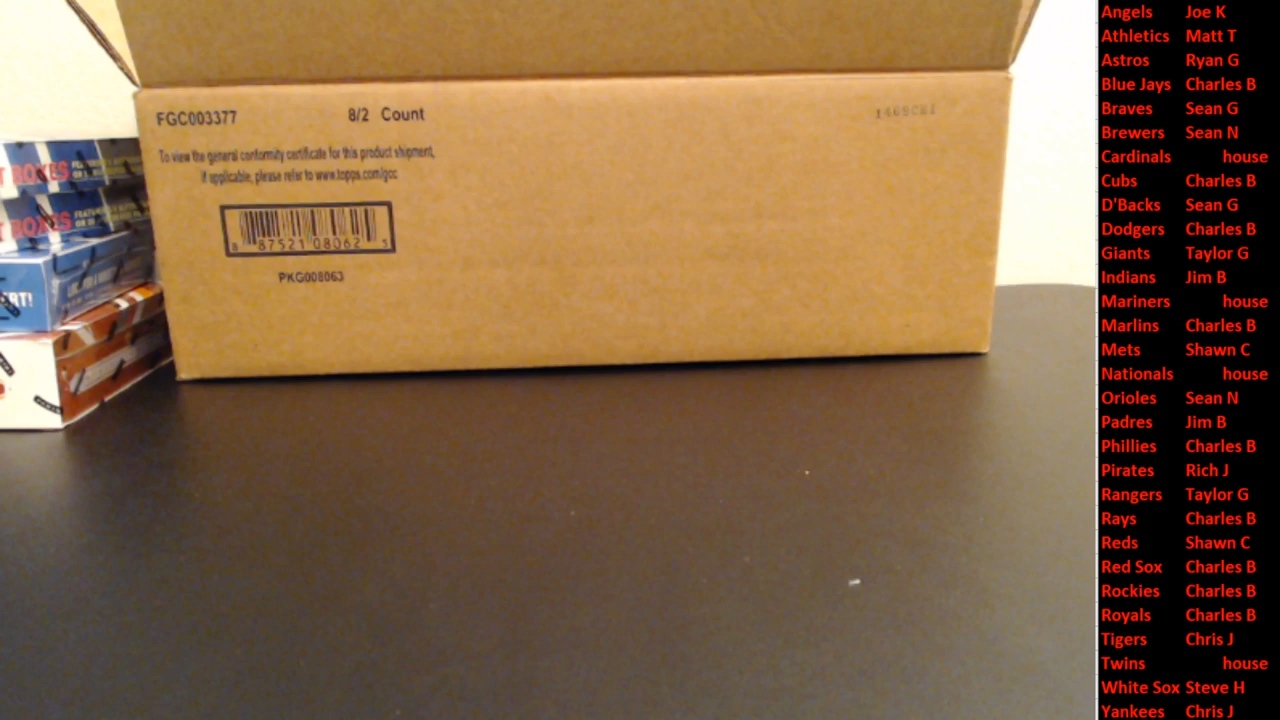 FGC003377 8/2 Count
To view the general conformity certificate for this product shipment,
if applicable, please refer to www.topps.com/gcc
8 87521 08062 5
PKG008063
BOXES
BOXES
Angels Joe K
Athletics Matt T
Astros Ryan G
Blue Jays Charles B
Braves Sean G
Brewers Sean N
Cardinals house
Cubs Charles B
D'Backs Sean G
Dodgers Charles B
Giants Taylor G
Indians Jim B
Mariners house
Marlins Charles B
Mets Shawn C
Nationals house
Orioles Sean N
Padres Jim B
Phillies Charles B
Pirates Rich J
Rangers Taylor G
Rays Charles B
Reds Shawn C
Red Sox Charles B
Rockies Charles B
Royals Charles B
Tigers Chris J
Twins house
White Sox Steve H
Yankees Chris J